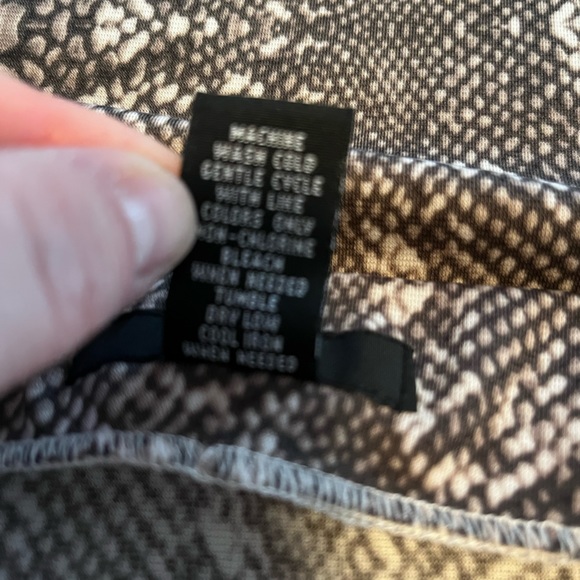 MACHINE
WASH COLD
GENTLE CYCLE
WITH LIKE
COLORS ONLY
NON-CHLORINE
BLEACH
WHEN NEEDED
TUMBLE
DRY LOW
COOL IRON
WHEN NEEDED